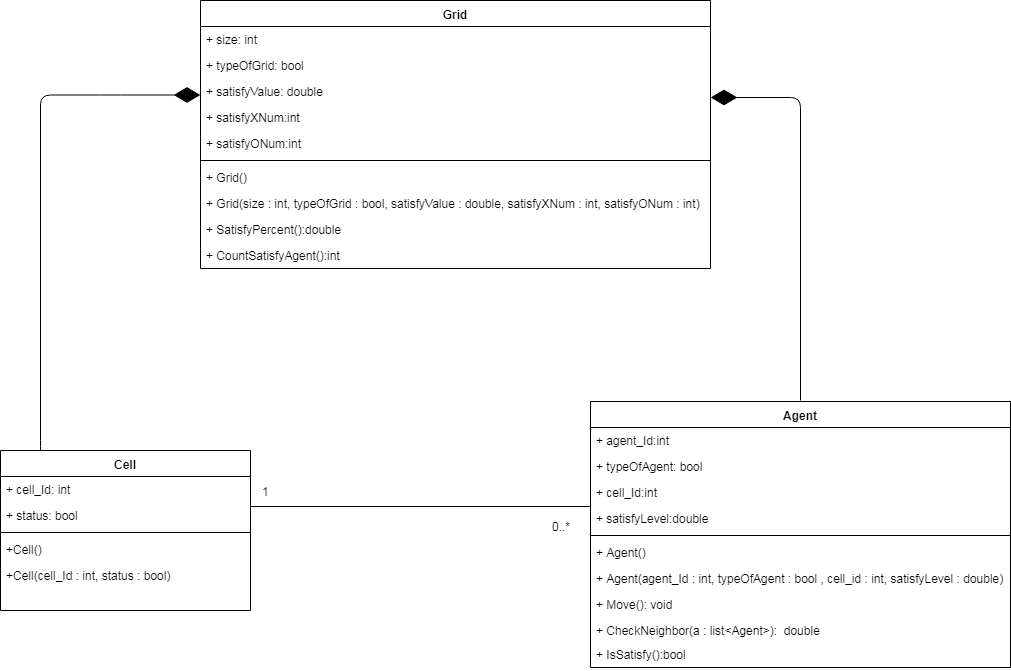 Grid
+ size: int
+ typeOfGrid: bool
+ satisfyValue: double
+ satisfyXNum:int
+ satisfyONum:int
+ Grid()
+ Grid(size : int, typeOfGrid : bool, satisfyValue : double, satisfyXNum : int, satisfyONum : int)
+ SatisfyPercent():double
+ CountSatisfyAgent():int
Cell
+ cell_Id: int
+ status: bool
+Cell()
+Cell(cell_Id : int, status : bool)
1
0..*
Agent
+ agent_Id:int
+ typeOfAgent: bool
+ cell_Id:int
+ satisfyLevel:double
+ Agent()
+ Agent(agent_Id : int, typeOfAgent : bool , cell_id : int, satisfyLevel : double)
+ Move(): void
+ CheckNeighbor(a : list<Agent>):  double
+ IsSatisfy():bool